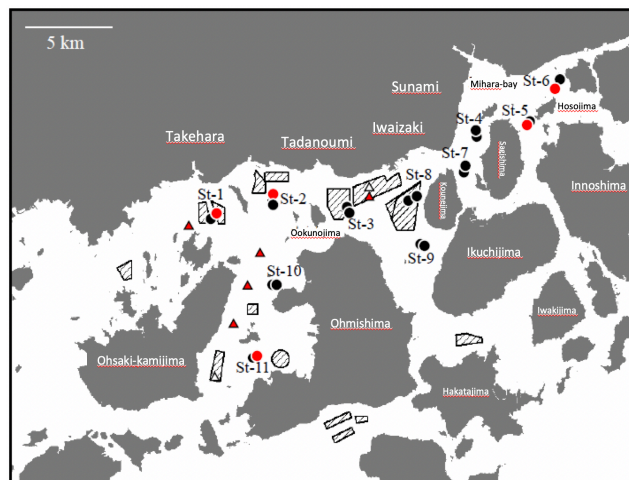 5 km
St-6
Mihara-bay
Sunami
Hosojima
St-5
St-4
Takehara
Tadanoumi
Iwaizaki
Sagishima
St-7
St-8
Innoshima
St-1
St-2
Kounejima
St-3
Ookunojima
St-9
Ikuchijima
St-10
Ohmishima
Iwakijima
Ohsaki-kamijima
St-11
Hakatajima